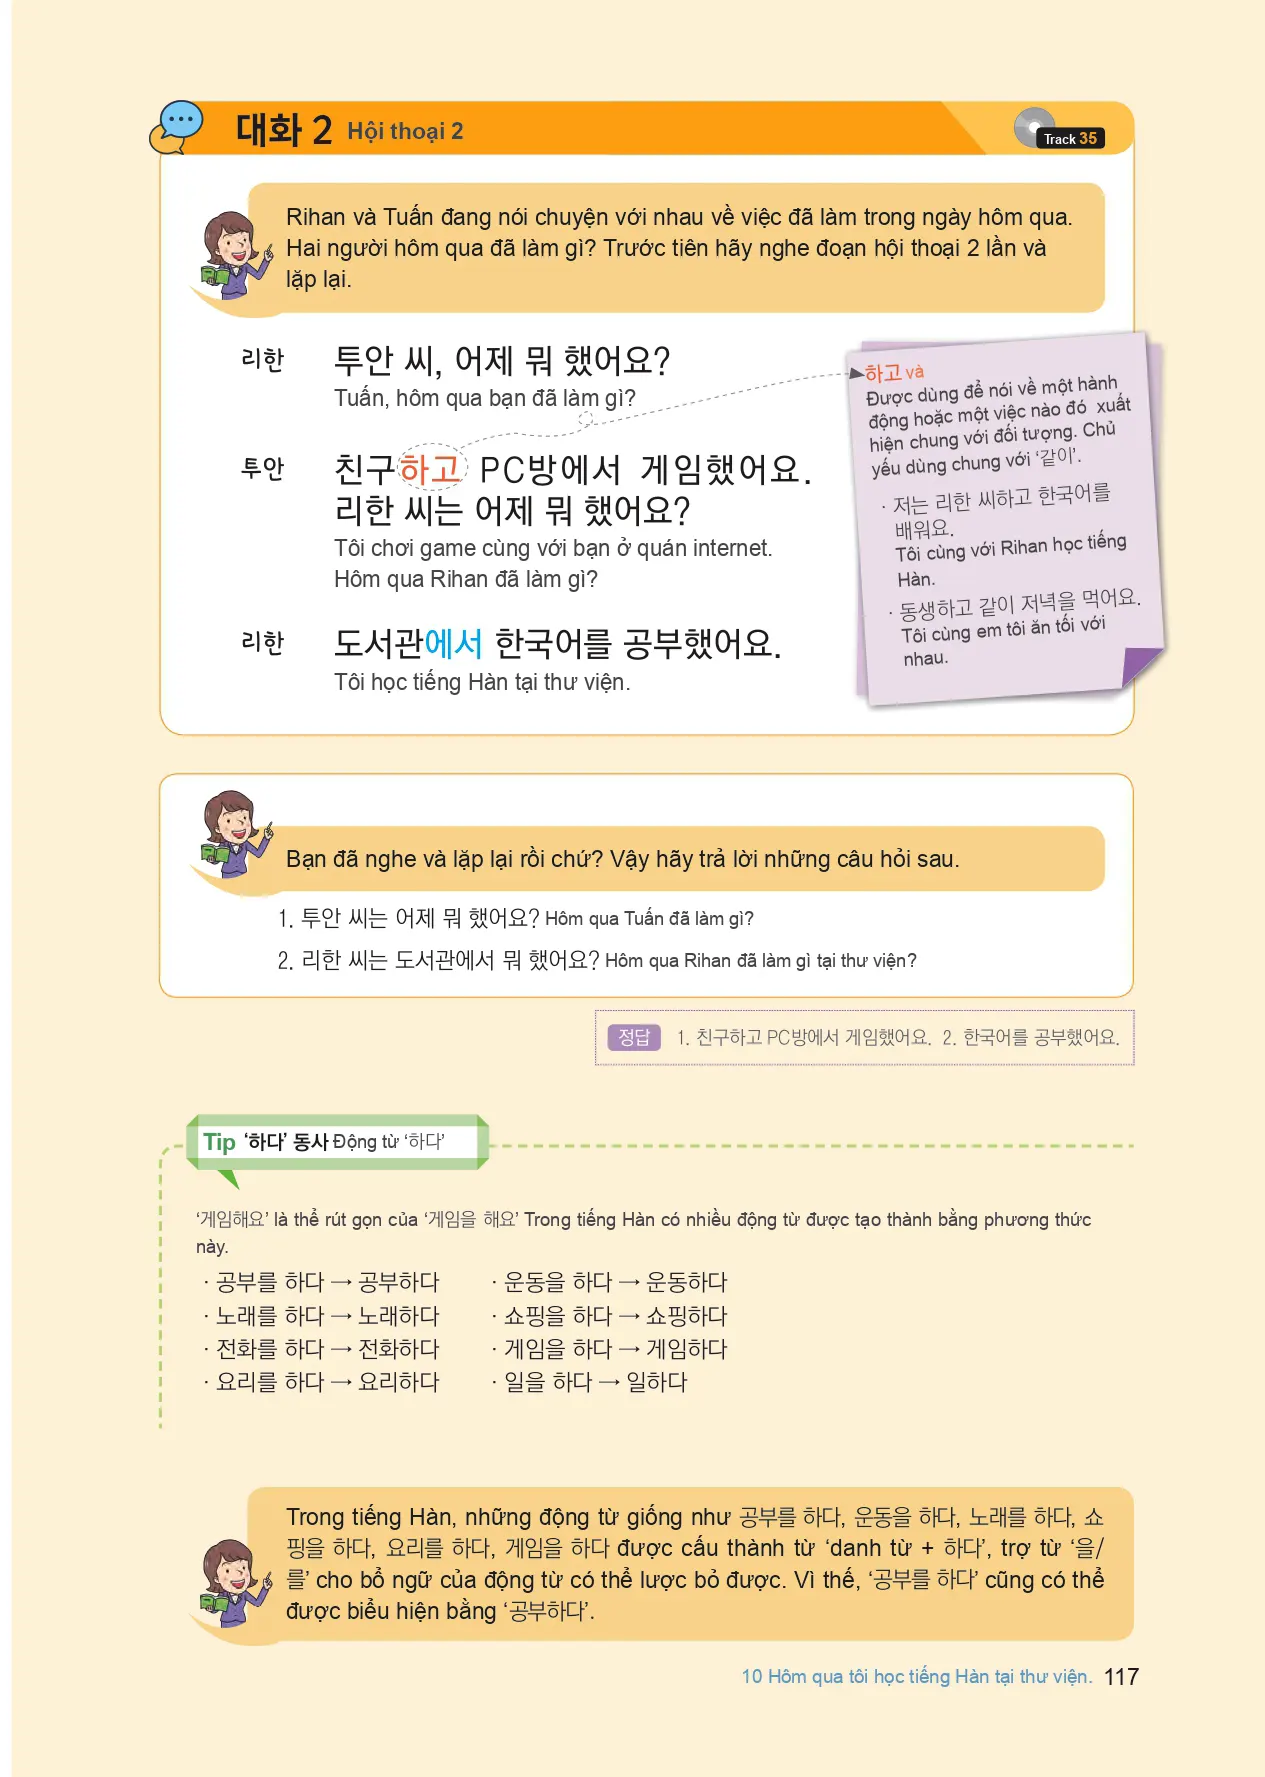 대화 2 Hội thoại 2
Track 35
Rihan và Tuấn đang nói chuyện với nhau về việc đã làm trong ngày hôm qua.
Hai người hôm qua đã làm gì? Trước tiên hãy nghe đoạn hội thoại 2 lần và
lặp lại.
리한 투안 씨, 어제 뭐 했어요?
Tuấn, hôm qua bạn đã làm gì?
투안 친구하고 PC방에서 게임했어요.
리한 씨는 어제 뭐 했어요?
Tôi chơi game cùng với bạn ở quán internet.
Hôm qua Rihan đã làm gì?
리한 도서관에서 한국어를 공부했어요.
Tôi học tiếng Hàn tại thư viện.
하고 và
Được dùng để nói về một hành
động hoặc một việc nào đó xuất
hiện chung với đối tượng. Chủ
yếu dùng chung với ‘같이’.
· 저는 리한 씨하고 한국어를
배워요.
Tôi cùng với Rihan học tiếng
Hàn.
· 동생하고 같이 저녁을 먹어요.
Tôi cùng em tôi ăn tối với
nhau.
Bạn đã nghe và lặp lại rồi chứ? Vậy hãy trả lời những câu hỏi sau.
1. 투안 씨는 어제 뭐 했어요? Hôm qua Tuấn đã làm gì?
2. 리한 씨는 도서관에서 뭐 했어요? Hôm qua Rihan đã làm gì tại thư viện?
정답 1. 친구하고 PC방에서 게임했어요. 2. 한국어를 공부했어요.
Tip ‘하다’ 동사 Động từ ‘하다’
‘게임해요’ là thể rút gọn của ‘게임을 해요’ Trong tiếng Hàn có nhiều động từ được tạo thành bằng phương thức
này.
· 공부를 하다 → 공부하다 · 운동을 하다 → 운동하다
· 노래를 하다 → 노래하다 · 쇼핑을 하다 → 쇼핑하다
· 전화를 하다 → 전화하다 · 게임을 하다 → 게임하다
· 요리를 하다 → 요리하다 · 일을 하다 → 일하다
Trong tiếng Hàn, những động từ giống như 공부를 하다, 운동을 하다, 노래를 하다, 쇼
핑을 하다, 요리를 하다, 게임을 하다 được cấu thành từ ‘danh từ + 하다’, trợ từ ‘을/
를’ cho bổ ngữ của động từ có thể lược bỏ được. Vì thế, ‘공부를 하다’ cũng có thể
được biểu hiện bằng ‘공부하다’.
10 Hôm qua tôi học tiếng Hàn tại thư viện. 117